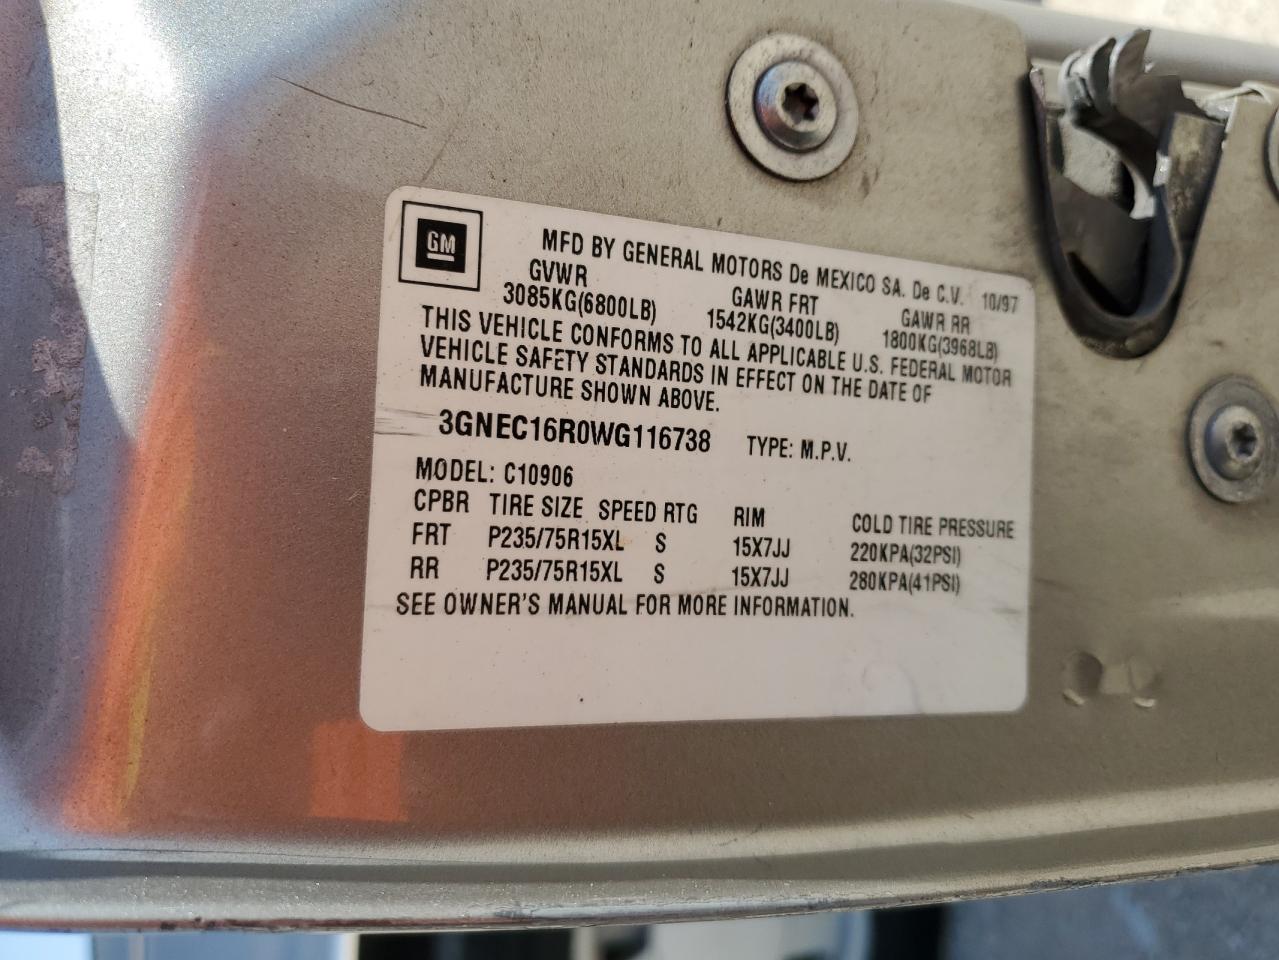 GM
MFD BY GENERAL MOTORS De MEXICO SA. De C.V. 10/97
GVWR GAWR FRT GAWR RR
3085KG(6800LB) 1542KG(3400LB) 1800KG(3968LB)
THIS VEHICLE CONFORMS TO ALL APPLICABLE U.S. FEDERAL MOTOR
VEHICLE SAFETY STANDARDS IN EFFECT ON THE DATE OF
MANUFACTURE SHOWN ABOVE.
3GNEC16R0WG116738 TYPE: M.P.V.
MODEL: C10906
CPBR TIRE SIZE SPEED RTG RIM COLD TIRE PRESSURE
FRT P235/75R15XL S 15X7JJ 220KPA(32PSI)
RR P235/75R15XL S 15X7JJ 280KPA(41PSI)
SEE OWNER'S MANUAL FOR MORE INFORMATION.